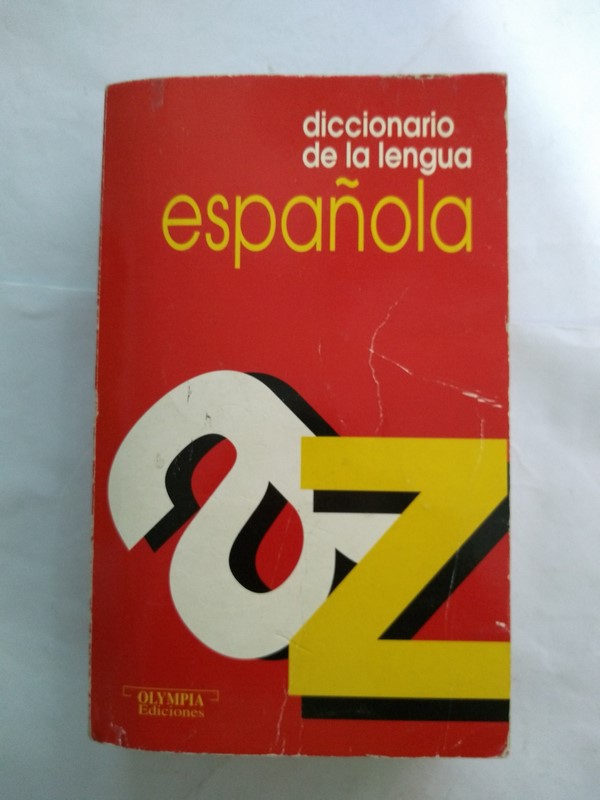 diccionario
de la lengua
española
a
z
OLYMPIA
Ediciones